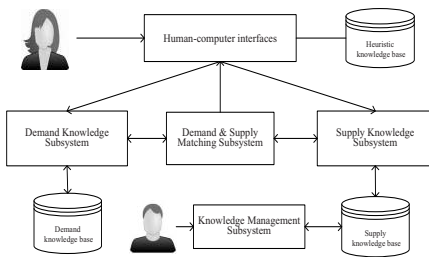 Human-computer interfaces
Heuristic
knowledge base
Demand Knowledge
Subsystem
Demand & Supply
Matching Subsystem
Supply Knowledge
Subsystem
Demand
knowledge base
Knowledge Management
Subsystem
Supply
knowledge base